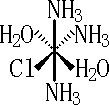 NH₃
H₂O NH₃
Cl H₂O
NH₃